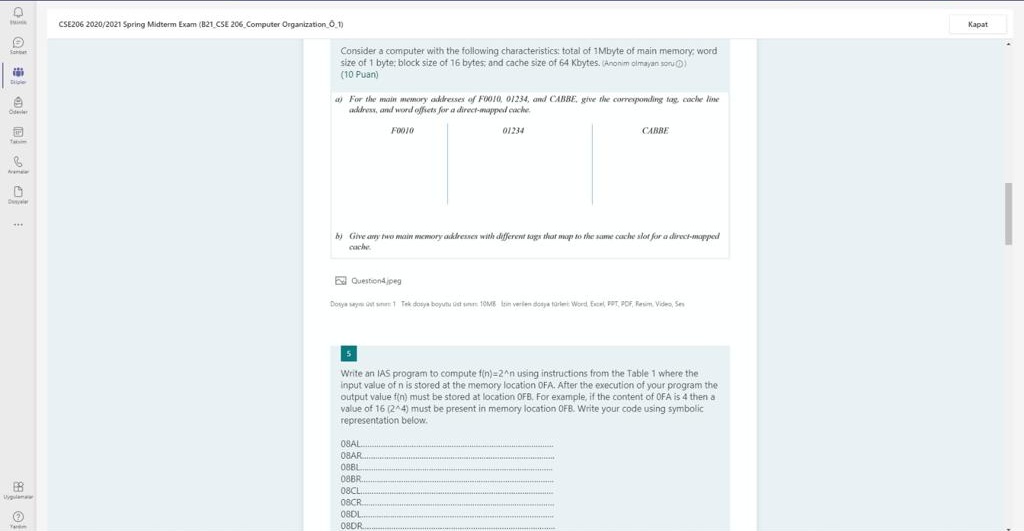 CSE206 2020/2021 Spring Midterm Exam (B21_CSE 206_Computer Organization_Ö_1)
Kapat
Etkinlik
Sohbet
Ekipler
Ödevler
Takvim
Aramalar
Dosyalar
...
Uygulamalar
Yardım
Consider a computer with the following characteristics: total of 1Mbyte of main memory; word
size of 1 byte; block size of 16 bytes; and cache size of 64 Kbytes. (Anonim olmayan soru)
(10 Puan)
a) For the main memory addresses of F0010, 01234, and CABBE, give the corresponding tag, cache line
address, and word offsets for a direct-mapped cache.
F0010 01234 CABBE
b) Give any two main memory addresses with different tags that map to the same cache slot for a direct-mapped
cache.
Question4.jpeg
Dosya sayısı üst sınırı: 1 Tek dosya boyutu üst sınırı: 10MB İzin verilen dosya türleri: Word, Excel, PPT, PDF, Resim, Video, Ses
5
Write an IAS program to compute f(n)=2^n using instructions from the Table 1 where the
input value of n is stored at the memory location 0FA. After the execution of your program the
output value f(n) must be stored at location 0FB. For example, if the content of 0FA is 4 then a
value of 16 (2^4) must be present in memory location 0FB. Write your code using symbolic
representation below.
08AL..........................................................................
08AR..........................................................................
08BL..........................................................................
08BR..........................................................................
08CL..........................................................................
08CR..........................................................................
08DL..........................................................................
08DR..........................................................................